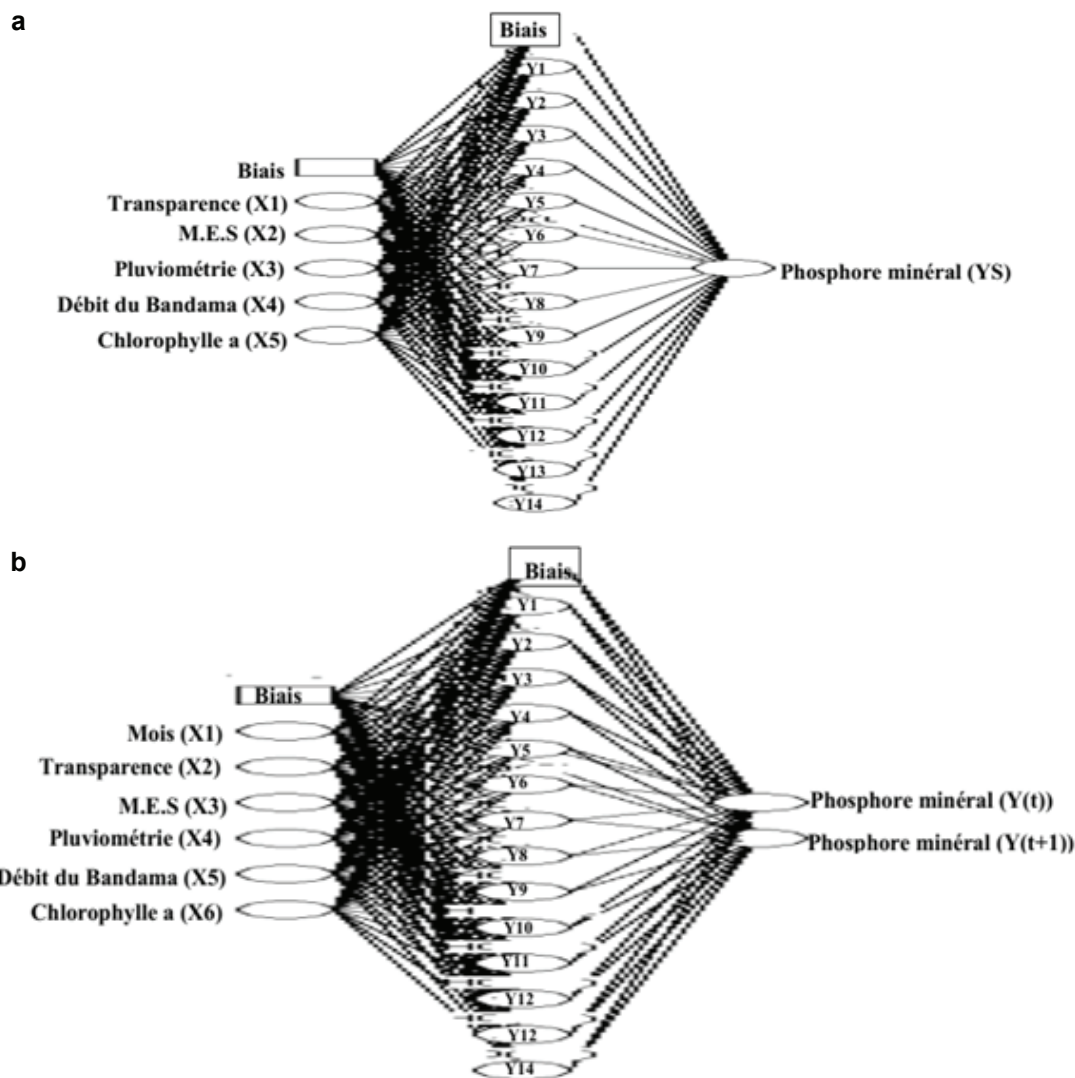 a
Biais
Y1
Y2
Y3
Y4
Y5
Y6
Y7
Y8
Y9
Y10
Y11
Y12
Y13
Y14
Biais
Transparence (X1)
M.E.S (X2)
Pluviométrie (X3)
Débit du Bandama (X4)
Chlorophylle a (X5)
Phosphore minéral (YS)
b
Biais
Y1
Y2
Y3
Y4
Y5
Y6
Y7
Y8
Y9
Y10
Y11
Y12
Y12
Y14
Biais
Mois (X1)
Transparence (X2)
M.E.S (X3)
Pluviométrie (X4)
Débit du Bandama (X5)
Chlorophylle a (X6)
Phosphore minéral (Y(t))
Phosphore minéral (Y(t+1))